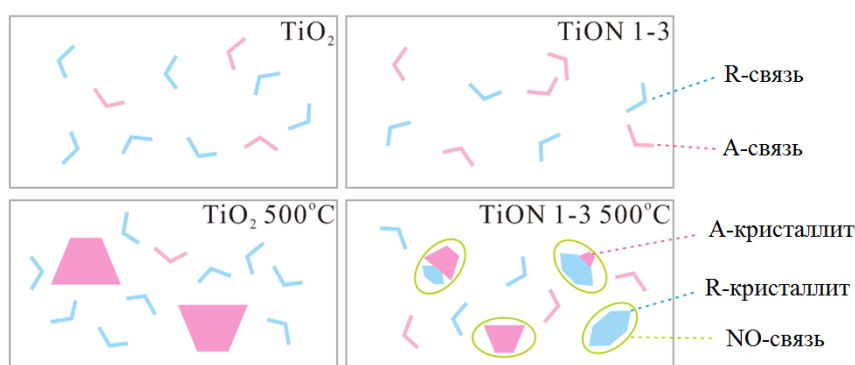 TiO₂
TiON 1-3
R-связь
A-связь
TiO₂ 500°C
TiON 1-3 500°C
A-кристаллит
R-кристаллит
NO-связь